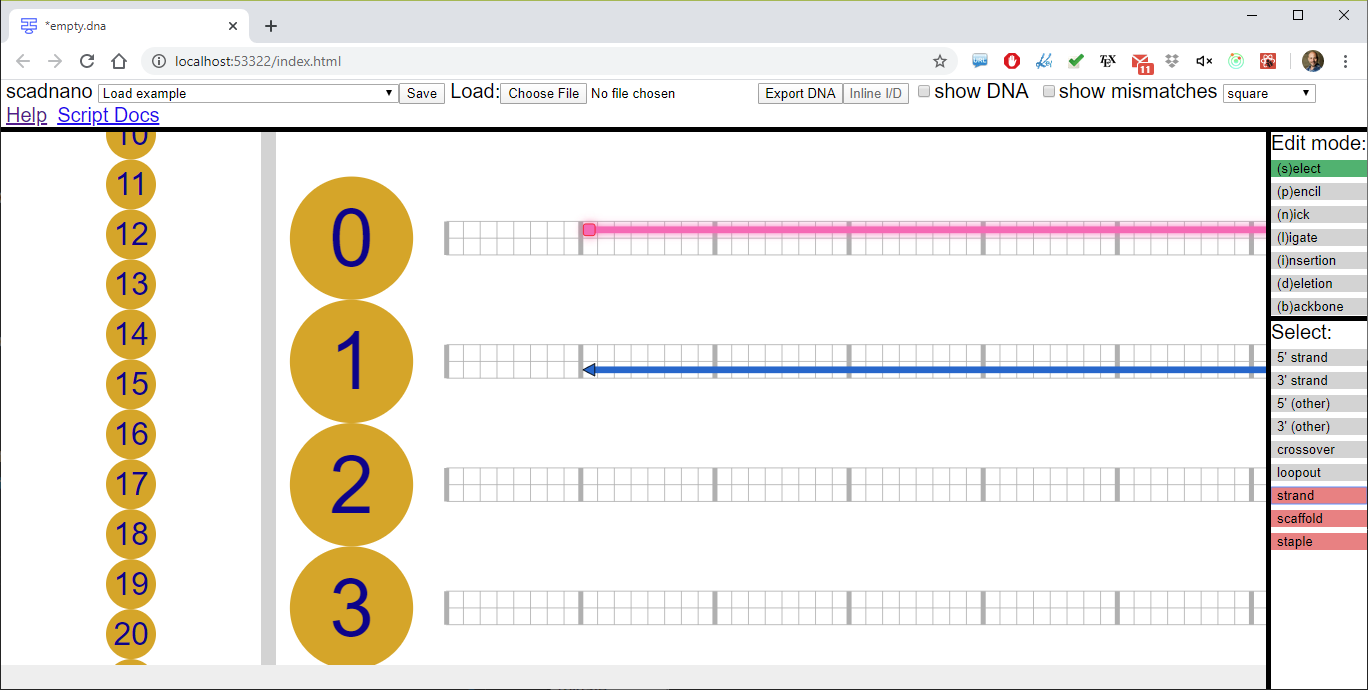 *empty.dna
localhost:53322/index.html
11
scadnano Load example Save Load: Choose File No file chosen Export DNA Inline I/D show DNA show mismatches square
Help Script Docs
10
11
12
13
14
15
16
17
18
19
20
0
1
2
3
Edit mode:
(s)elect
(p)encil
(n)ick
(l)igate
(i)nsertion
(d)eletion
(b)ackbone
Select:
5' strand
3' strand
5' (other)
3' (other)
crossover
loopout
strand
scaffold
staple